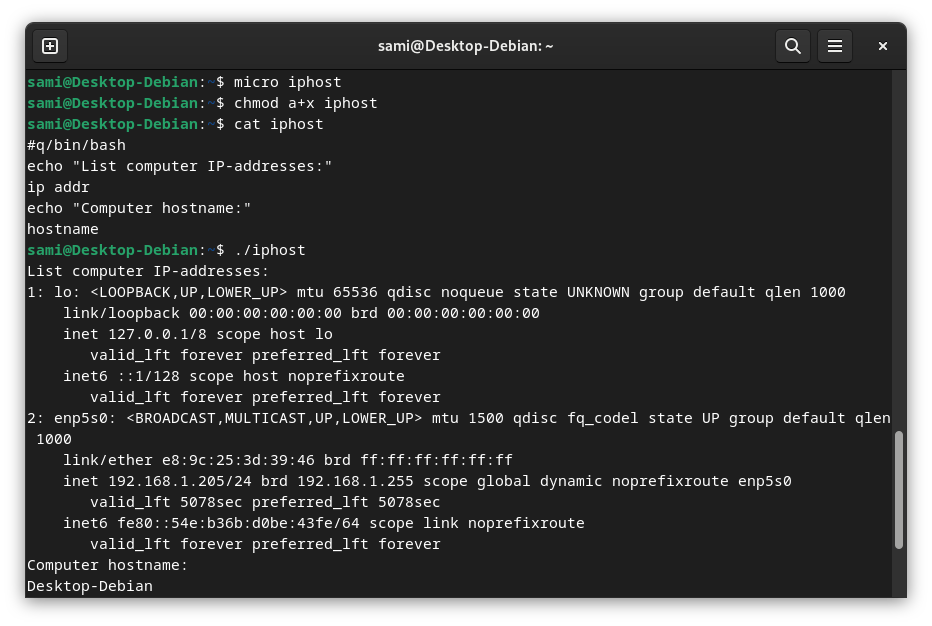 sami@Desktop-Debian: ~
sami@Desktop-Debian:~$ micro iphost
sami@Desktop-Debian:~$ chmod a+x iphost
sami@Desktop-Debian:~$ cat iphost
#q/bin/bash
echo "List computer IP-addresses:"
ip addr
echo "Computer hostname:"
hostname
sami@Desktop-Debian:~$ ./iphost
List computer IP-addresses:
1: lo: <LOOPBACK,UP,LOWER_UP> mtu 65536 qdisc noqueue state UNKNOWN group default qlen 1000
    link/loopback 00:00:00:00:00:00 brd 00:00:00:00:00:00
    inet 127.0.0.1/8 scope host lo
       valid_lft forever preferred_lft forever
    inet6 ::1/128 scope host noprefixroute
       valid_lft forever preferred_lft forever
2: enp5s0: <BROADCAST,MULTICAST,UP,LOWER_UP> mtu 1500 qdisc fq_codel state UP group default qlen
 1000
    link/ether e8:9c:25:3d:39:46 brd ff:ff:ff:ff:ff:ff
    inet 192.168.1.205/24 brd 192.168.1.255 scope global dynamic noprefixroute enp5s0
       valid_lft 5078sec preferred_lft 5078sec
    inet6 fe80::54e:b36b:d0be:43fe/64 scope link noprefixroute
       valid_lft forever preferred_lft forever
Computer hostname:
Desktop-Debian